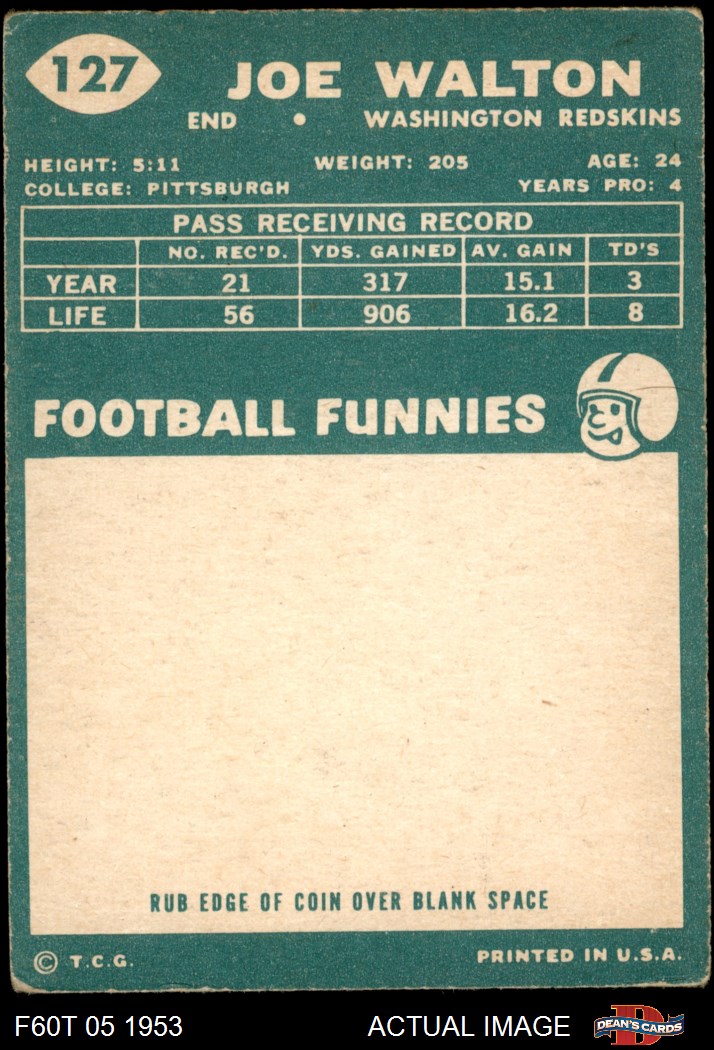 127
JOE WALTON
END • WASHINGTON REDSKINS
HEIGHT: 5:11 WEIGHT: 205 AGE: 24
COLLEGE: PITTSBURGH YEARS PRO: 4
PASS RECEIVING RECORD
NO. REC'D. YDS. GAINED AV. GAIN TD'S
YEAR 21 317 15.1 3
LIFE 56 906 16.2 8
FOOTBALL FUNNIES
RUB EDGE OF COIN OVER BLANK SPACE
© T.C.G. PRINTED IN U.S.A.
F60T 05 1953 ACTUAL IMAGE
D
DEAN'S CARDS